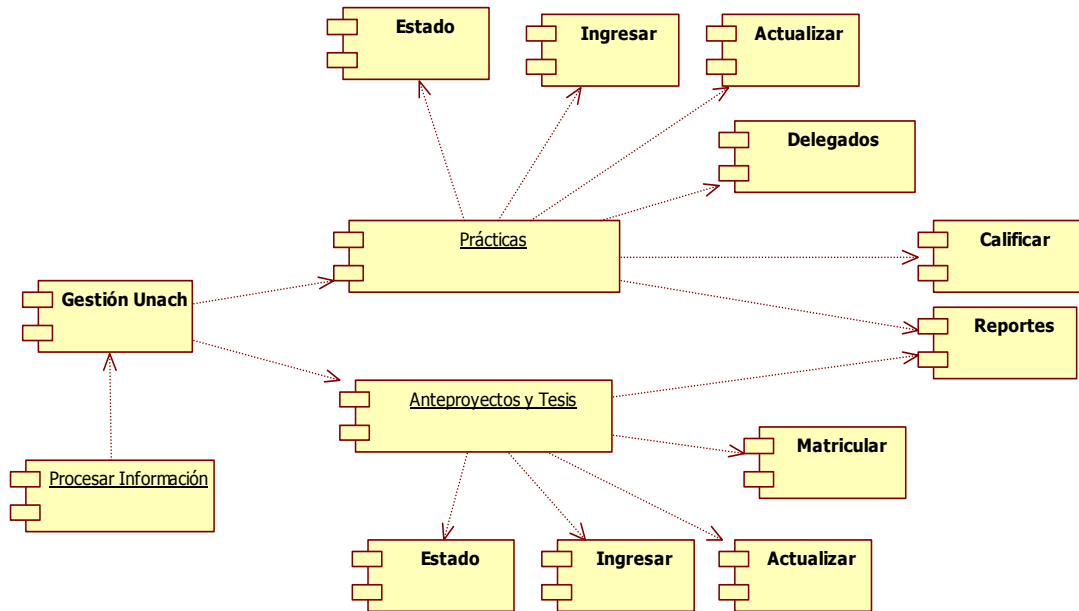 Estado
Ingresar
Actualizar
Delegados
Prácticas
Calificar
Gestión Unach
Reportes
Anteproyectos y Tesis
Matricular
Procesar Información
Estado
Ingresar
Actualizar